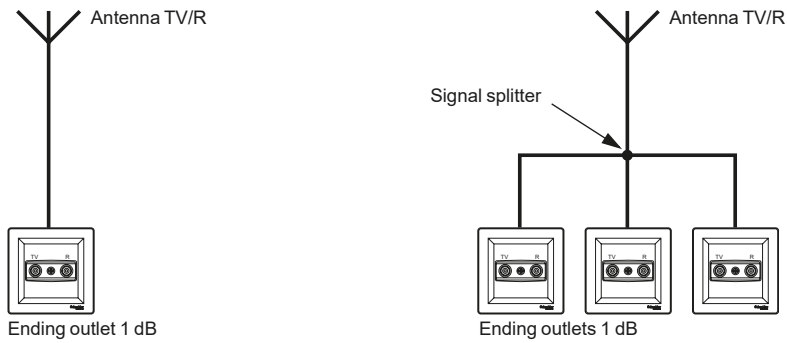 Antenna TV/R
TV R
Ending outlet 1 dB
Antenna TV/R
Signal splitter
TV R
TV R
TV R
Ending outlets 1 dB